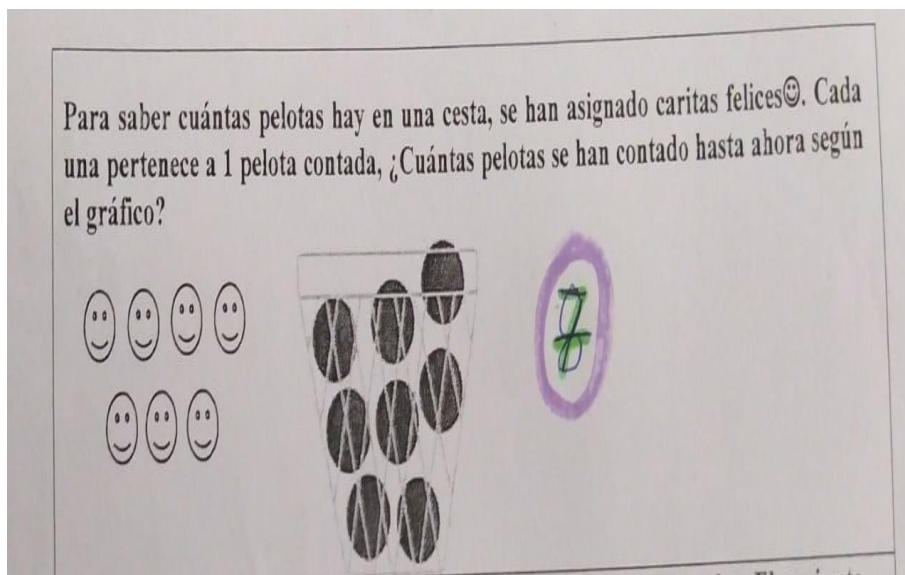 Para saber cuántas pelotas hay en una cesta, se han asignado caritas felices☺. Cada
una pertenece a 1 pelota contada, ¿Cuántas pelotas se han contado hasta ahora según
el gráfico?
7